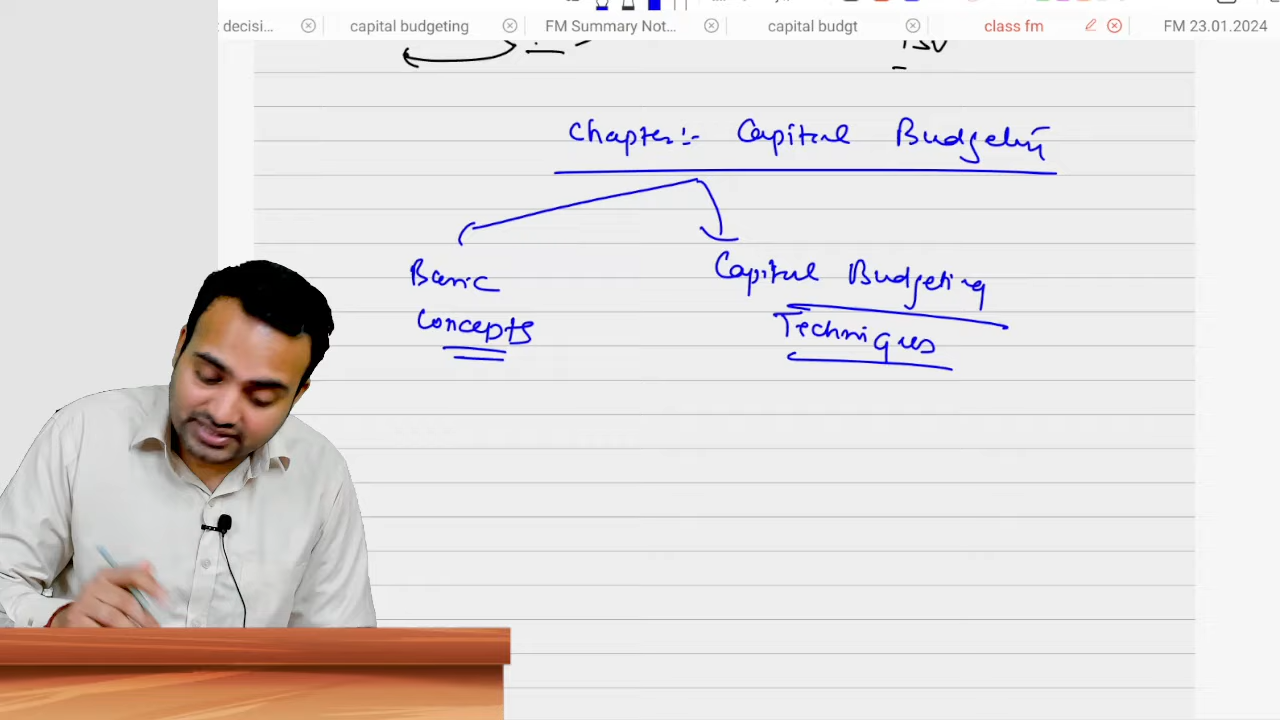 t decisi...
capital budgeting
FM Summary Not...
capital budgt
class fm
FM 23.01.2024
Chapter:- Capital Budgeting
Basic
Concepts
Capital Budgeting
Techniques